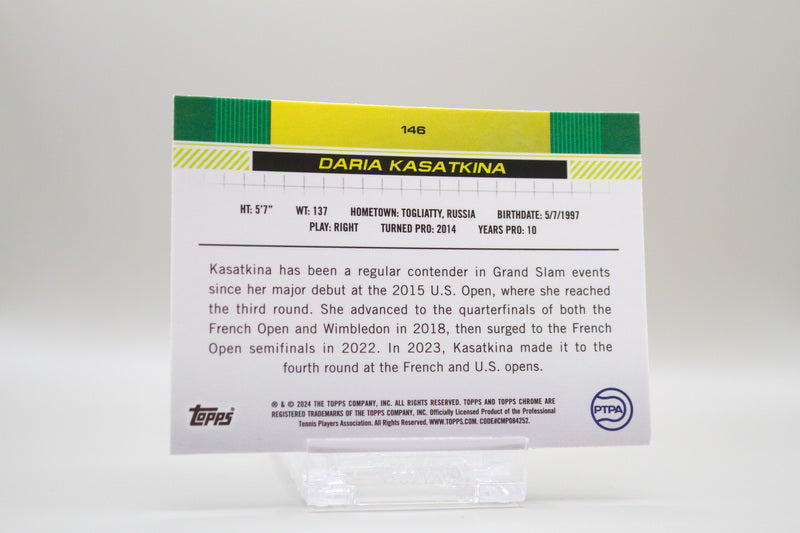 146
DARIA KASATKINA
HT: 5'7" WT: 137 HOMETOWN: TOGLIATTY, RUSSIA BIRTHDATE: 5/7/1997
PLAY: RIGHT TURNED PRO: 2014 YEARS PRO: 10
Kasatkina has been a regular contender in Grand Slam events
since her major debut at the 2015 U.S. Open, where she reached
the third round. She advanced to the quarterfinals of both the
French Open and Wimbledon in 2018, then surged to the French
Open semifinals in 2022. In 2023, Kasatkina made it to the
fourth round at the French and U.S. opens.
topps
® & © 2024 THE TOPPS COMPANY, INC. ALL RIGHTS RESERVED. TOPPS AND TOPPS CHROME ARE
REGISTERED TRADEMARKS OF THE TOPPS COMPANY, INC. Officially Licensed Product of the Professional
Tennis Players Association. All Rights Reserved. WWW.TOPPS.COM. CODE#CMP084252.
PTPA